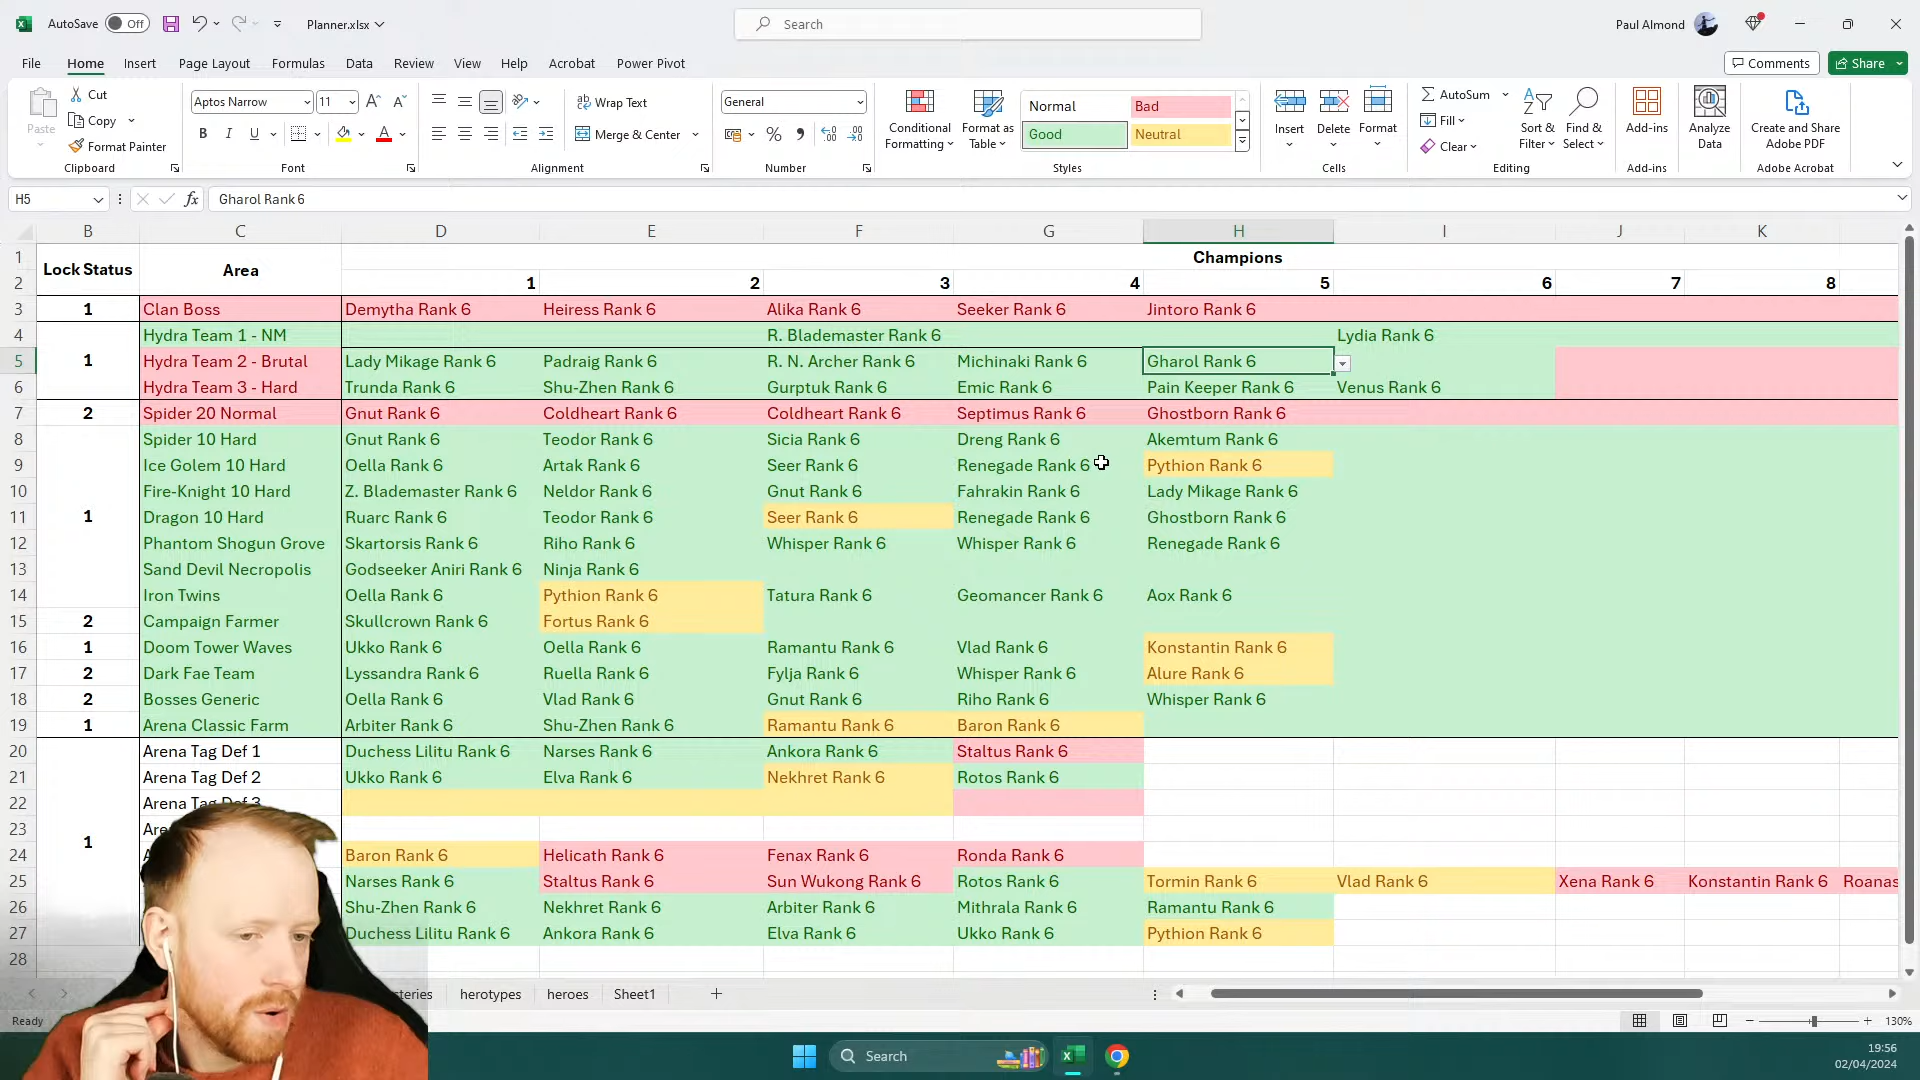 AutoSave Off Planner.xlsx Search Paul Almond
File Home Insert Page Layout Formulas Data Review View Help Acrobat Power Pivot Comments Share
Paste Cut Copy Format Painter Clipboard
Aptos Narrow 11 B I U Font
Wrap Text Merge & Center Alignment
General Number
Conditional Formatting Format as Table Normal Bad Good Neutral Styles
Insert Delete Format Cells
AutoSum Fill Clear Sort & Filter Find & Select Editing
Add-ins Add-ins
Analyze Data
Create and Share Adobe PDF Adobe Acrobat
H5 fx Gharol Rank 6
B C D E F G H I J K
1 Lock Status Area Champions
2 1 2 3 4 5 6 7 8
3 1 Clan Boss Demytha Rank 6 Heiress Rank 6 Alika Rank 6 Seeker Rank 6 Jintoro Rank 6
4 Hydra Team 1 - NM R. Blademaster Rank 6 Lydia Rank 6
5 1 Hydra Team 2 - Brutal Lady Mikage Rank 6 Padraig Rank 6 R. N. Archer Rank 6 Michinaki Rank 6 Gharol Rank 6
6 Hydra Team 3 - Hard Trunda Rank 6 Shu-Zhen Rank 6 Gurptuk Rank 6 Emic Rank 6 Pain Keeper Rank 6 Venus Rank 6
7 2 Spider 20 Normal Gnut Rank 6 Coldheart Rank 6 Coldheart Rank 6 Septimus Rank 6 Ghostborn Rank 6
8 Spider 10 Hard Gnut Rank 6 Teodor Rank 6 Sicia Rank 6 Dreng Rank 6 Akemtum Rank 6
9 Ice Golem 10 Hard Oella Rank 6 Artak Rank 6 Seer Rank 6 Renegade Rank 6 Pythion Rank 6
10 Fire-Knight 10 Hard Z. Blademaster Rank 6 Neldor Rank 6 Gnut Rank 6 Fahrakin Rank 6 Lady Mikage Rank 6
11 1 Dragon 10 Hard Ruarc Rank 6 Teodor Rank 6 Seer Rank 6 Renegade Rank 6 Ghostborn Rank 6
12 Phantom Shogun Grove Skartorsis Rank 6 Riho Rank 6 Whisper Rank 6 Whisper Rank 6 Renegade Rank 6
13 Sand Devil Necropolis Godseeker Aniri Rank 6 Ninja Rank 6
14 Iron Twins Oella Rank 6 Pythion Rank 6 Tatura Rank 6 Geomancer Rank 6 Aox Rank 6
15 2 Campaign Farmer Skullcrown Rank 6 Fortus Rank 6
16 1 Doom Tower Waves Ukko Rank 6 Oella Rank 6 Ramantu Rank 6 Vlad Rank 6 Konstantin Rank 6
17 2 Dark Fae Team Lyssandra Rank 6 Ruella Rank 6 Fylja Rank 6 Whisper Rank 6 Alure Rank 6
18 2 Bosses Generic Oella Rank 6 Vlad Rank 6 Gnut Rank 6 Riho Rank 6 Whisper Rank 6
19 1 Arena Classic Farm Arbiter Rank 6 Shu-Zhen Rank 6 Ramantu Rank 6 Baron Rank 6
20 Arena Tag Def 1 Duchess Lilitu Rank 6 Narses Rank 6 Ankora Rank 6 Staltus Rank 6
21 Arena Tag Def 2 Ukko Rank 6 Elva Rank 6 Nekhret Rank 6 Rotos Rank 6
22 Arena Tag Def 3
23 1 Are
24 Baron Rank 6 Helicath Rank 6 Fenax Rank 6 Ronda Rank 6
25 Narses Rank 6 Staltus Rank 6 Sun Wukong Rank 6 Rotos Rank 6 Tormin Rank 6 Vlad Rank 6 Xena Rank 6 Konstantin Rank 6 Roanas
26 Shu-Zhen Rank 6 Nekhret Rank 6 Arbiter Rank 6 Mithrala Rank 6 Ramantu Rank 6
27 Duchess Lilitu Rank 6 Ankora Rank 6 Elva Rank 6 Ukko Rank 6 Pythion Rank 6
28
steries herotypes heroes Sheet1
Ready 130%
Search
19:56
02/04/2024